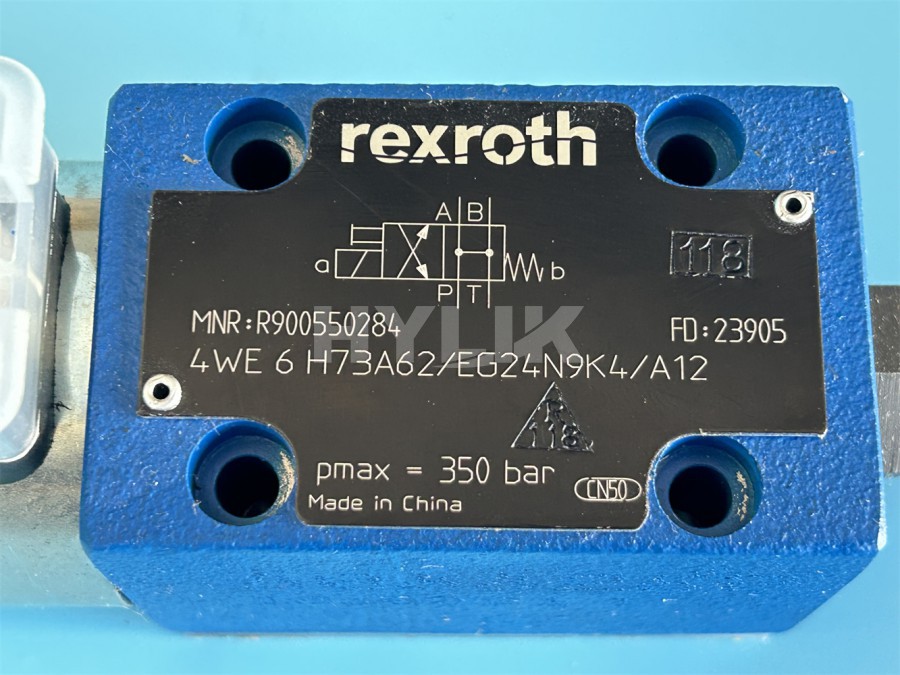 rexroth
A B
a b
P T
118
MNR:R900550284
FD:23905
HYLIK
4WE 6 H73A62/EG24N9K4/A12
R
118
pmax = 350 bar
CN50
Made in China